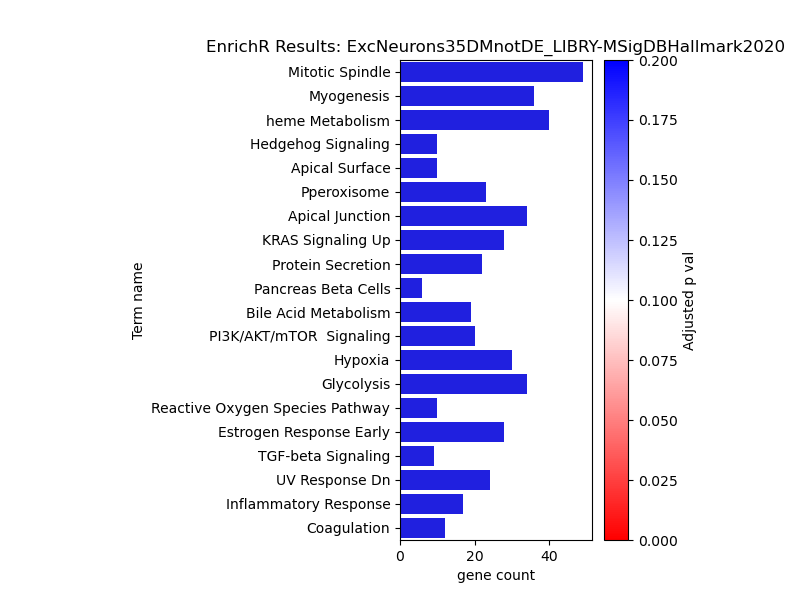 EnrichR Results: ExcNeurons35DMnotDE_LIBRY-MSigDBHallmark2020
Term name
Mitotic Spindle
Myogenesis
heme Metabolism
Hedgehog Signaling
Apical Surface
Pperoxisome
Apical Junction
KRAS Signaling Up
Protein Secretion
Pancreas Beta Cells
Bile Acid Metabolism
PI3K/AKT/mTOR  Signaling
Hypoxia
Glycolysis
Reactive Oxygen Species Pathway
Estrogen Response Early
TGF-beta Signaling
UV Response Dn
Inflammatory Response
Coagulation
0 20 40
gene count
0.200
0.175
0.150
0.125
0.100
0.075
0.050
0.025
0.000
Adjusted p val